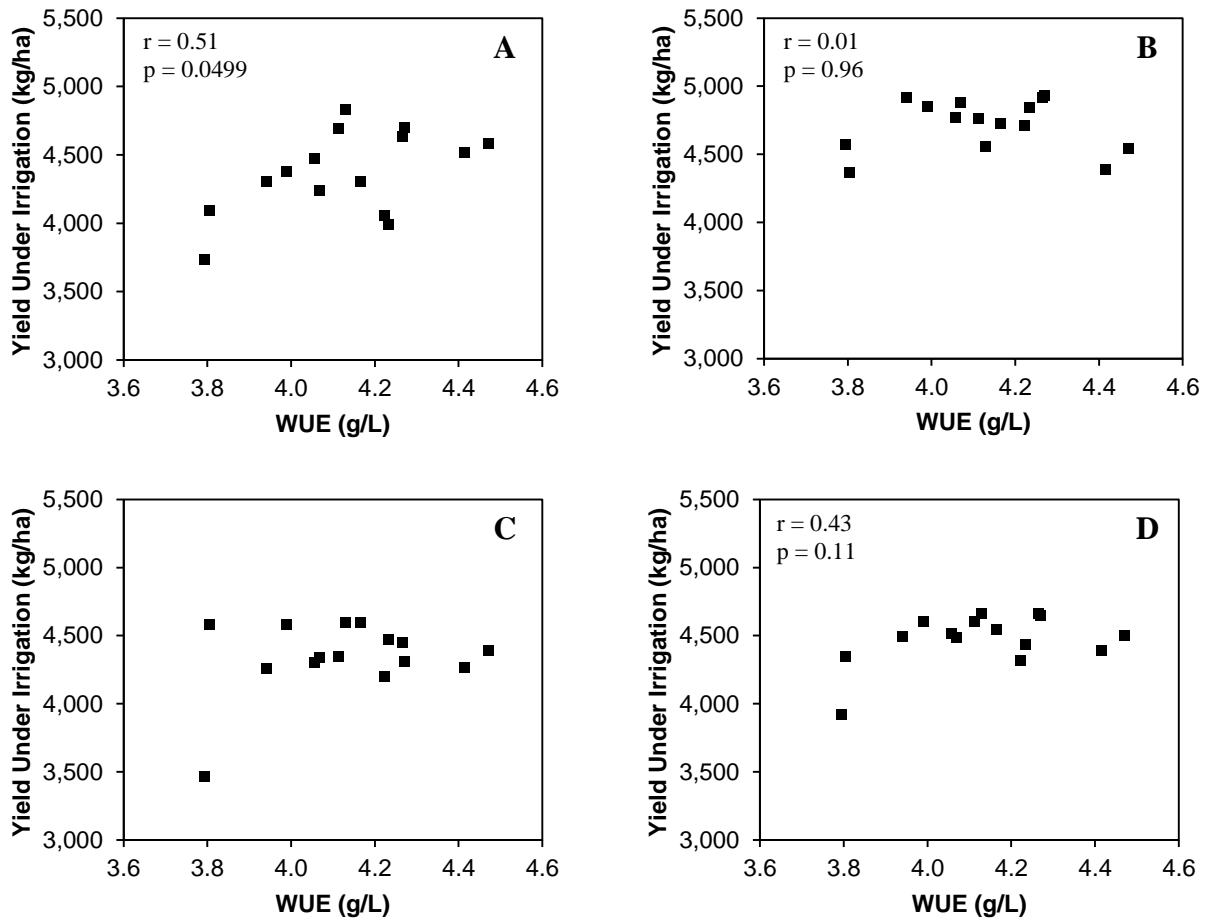 A
r = 0.51
p = 0.0499
Yield Under Irrigation (kg/ha)
5,500
5,000
4,500
4,000
3,500
3,000
3.6 3.8 4.0 4.2 4.4 4.6
WUE (g/L)
B
r = 0.01
p = 0.96
Yield Under Irrigation (kg/ha)
5,500
5,000
4,500
4,000
3,500
3,000
3.6 3.8 4.0 4.2 4.4 4.6
WUE (g/L)
C
Yield Under Irrigation (kg/ha)
5,500
5,000
4,500
4,000
3,500
3,000
3.6 3.8 4.0 4.2 4.4 4.6
WUE (g/L)
D
r = 0.43
p = 0.11
Yield Under Irrigation (kg/ha)
5,500
5,000
4,500
4,000
3,500
3,000
3.6 3.8 4.0 4.2 4.4 4.6
WUE (g/L)